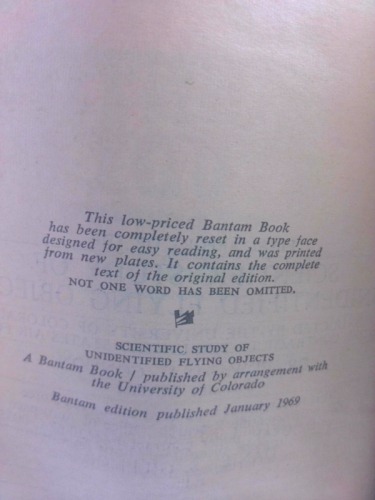 This low-priced Bantam Book
has been completely reset in a type face
designed for easy reading, and was printed
from new plates. It contains the complete
text of the original edition.
NOT ONE WORD HAS BEEN OMITTED.
SCIENTIFIC STUDY OF
UNIDENTIFIED FLYING OBJECTS
A Bantam Book / published by arrangement with
the University of Colorado
Bantam edition published January 1969